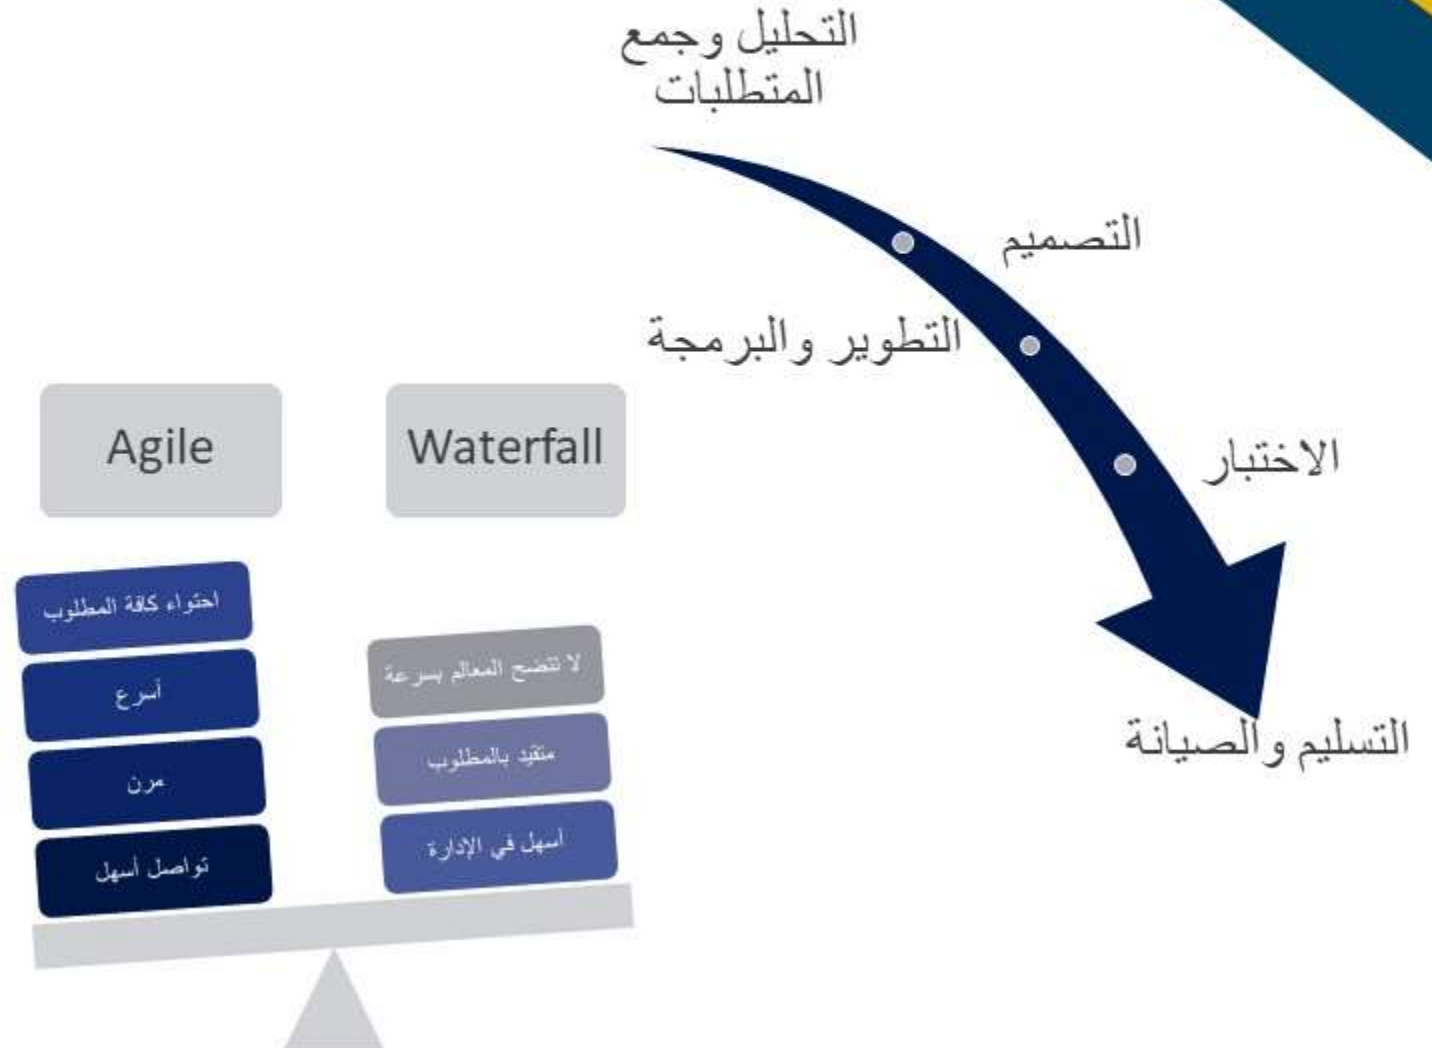 التحليل وجمع
المتطلبات
التصميم
التطوير والبرمجة
الاختبار
التسليم والصيانة
Waterfall
لا تتضح المعالم بسرعة
متقيد بالمطلوب
أسهل في الإدارة
Agile
احتواء كافة المطلوب
أسرع
مرن
تواصل أسهل